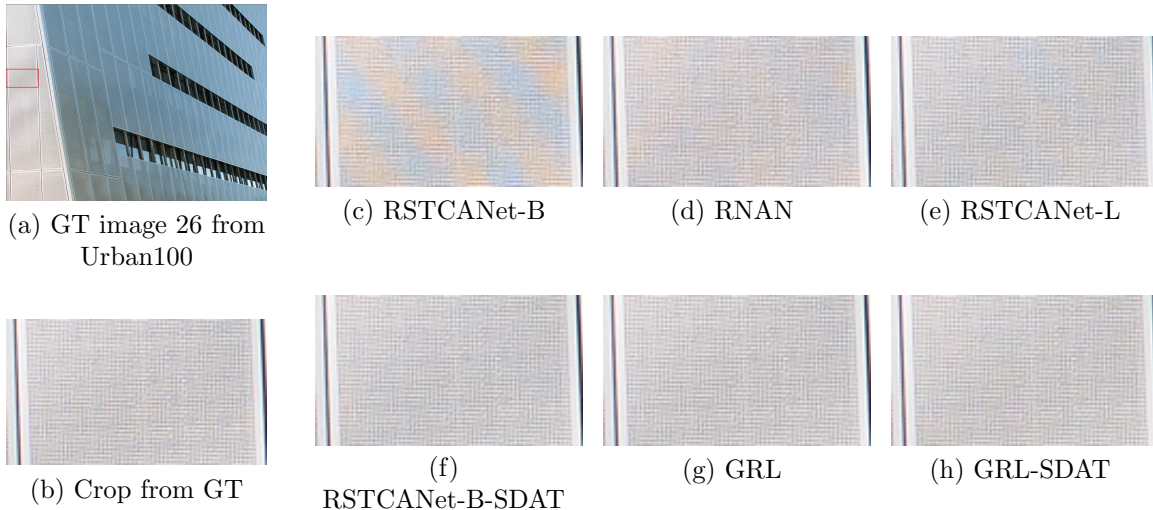 (a) GT image 26 from
Urban100
(b) Crop from GT
(c) RSTCANet-B
(d) RNAN
(e) RSTCANet-L
(f)
RSTCANet-B-SDAT
(g) GRL
(h) GRL-SDAT